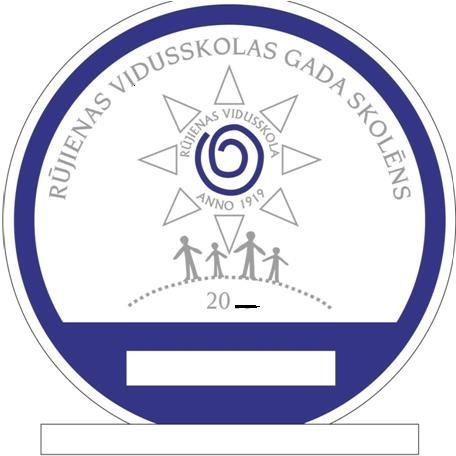 RŪJIENAS VIDUSSKOLAS GADA SKOLĒNS
RŪJIENAS VIDUSSKOLA
ANNO 1919
20